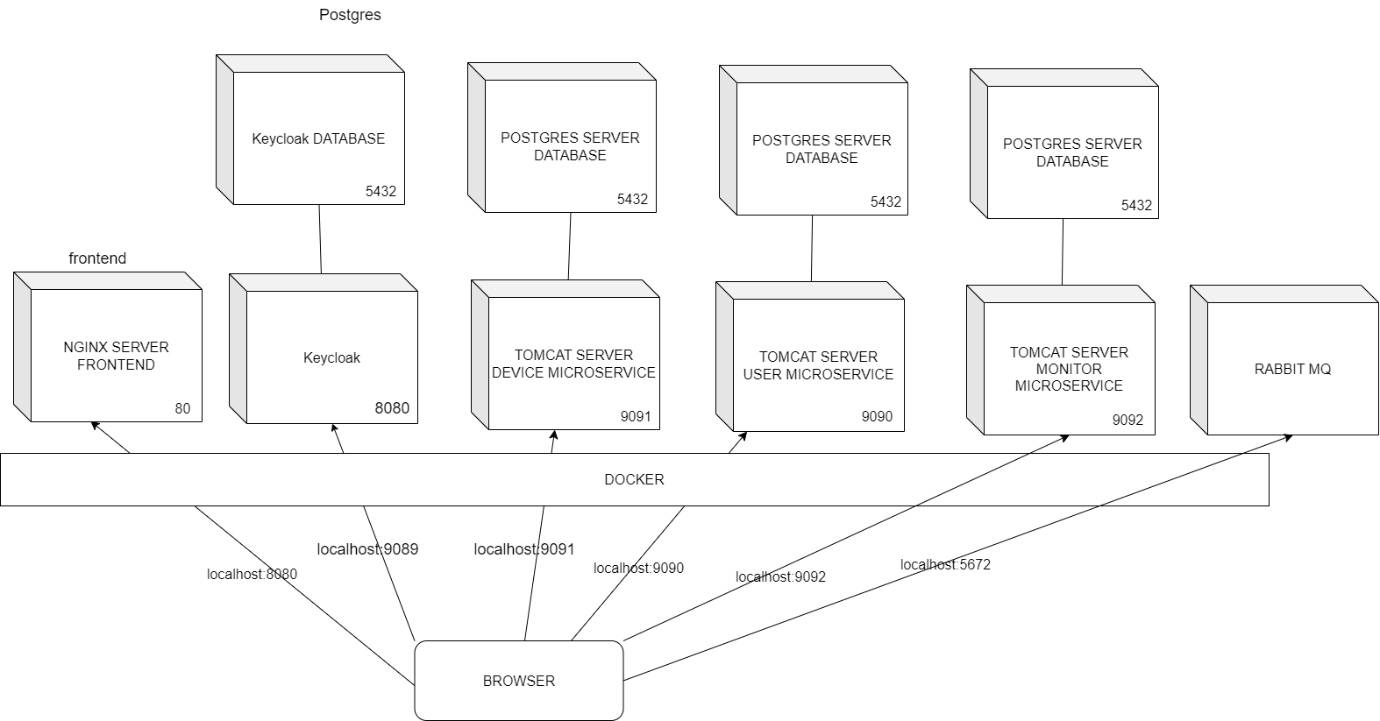 Postgres
Keycloak DATABASE
5432
POSTGRES SERVER
DATABASE
5432
POSTGRES SERVER
DATABASE
5432
POSTGRES SERVER
DATABASE
5432
frontend
NGINX SERVER
FRONTEND
80
Keycloak
8080
TOMCAT SERVER
DEVICE MICROSERVICE
9091
TOMCAT SERVER
USER MICROSERVICE
9090
TOMCAT SERVER
MONITOR
MICROSERVICE
9092
RABBIT MQ
DOCKER
localhost:8080
localhost:9089
localhost:9091
localhost:9090
localhost:9092
localhost:5672
BROWSER